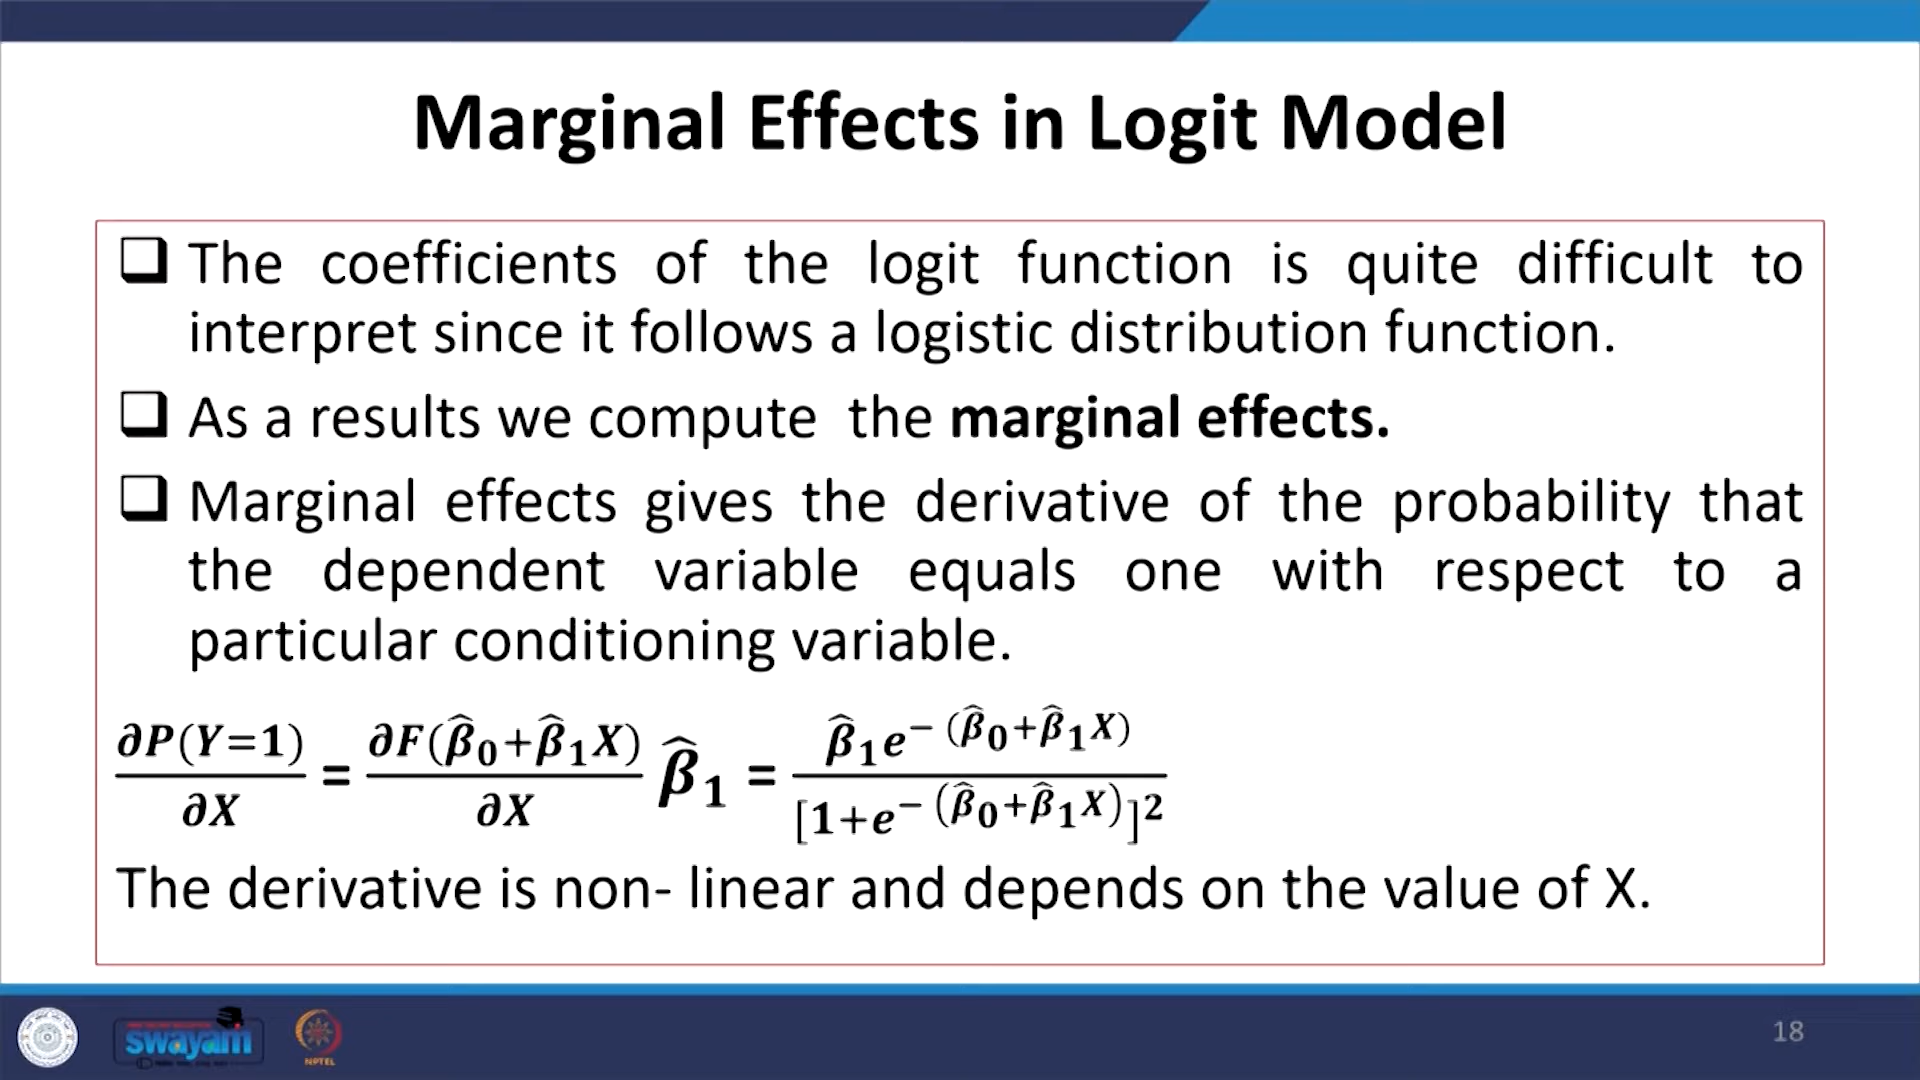 Marginal Effects in Logit Model
❑ The coefficients of the logit function is quite difficult to
interpret since it follows a logistic distribution function.
❑ As a results we compute the marginal effects.
❑ Marginal effects gives the derivative of the probability that
the dependent variable equals one with respect to a
particular conditioning variable.
∂P(Y=1)/∂X = ∂F(β̂₀+β̂₁X)/∂X β̂₁ = β̂₁e^−(β̂₀+β̂₁X)/[1+e^−(β̂₀+β̂₁X)]²
The derivative is non- linear and depends on the value of X.
swayam
NPTEL
18